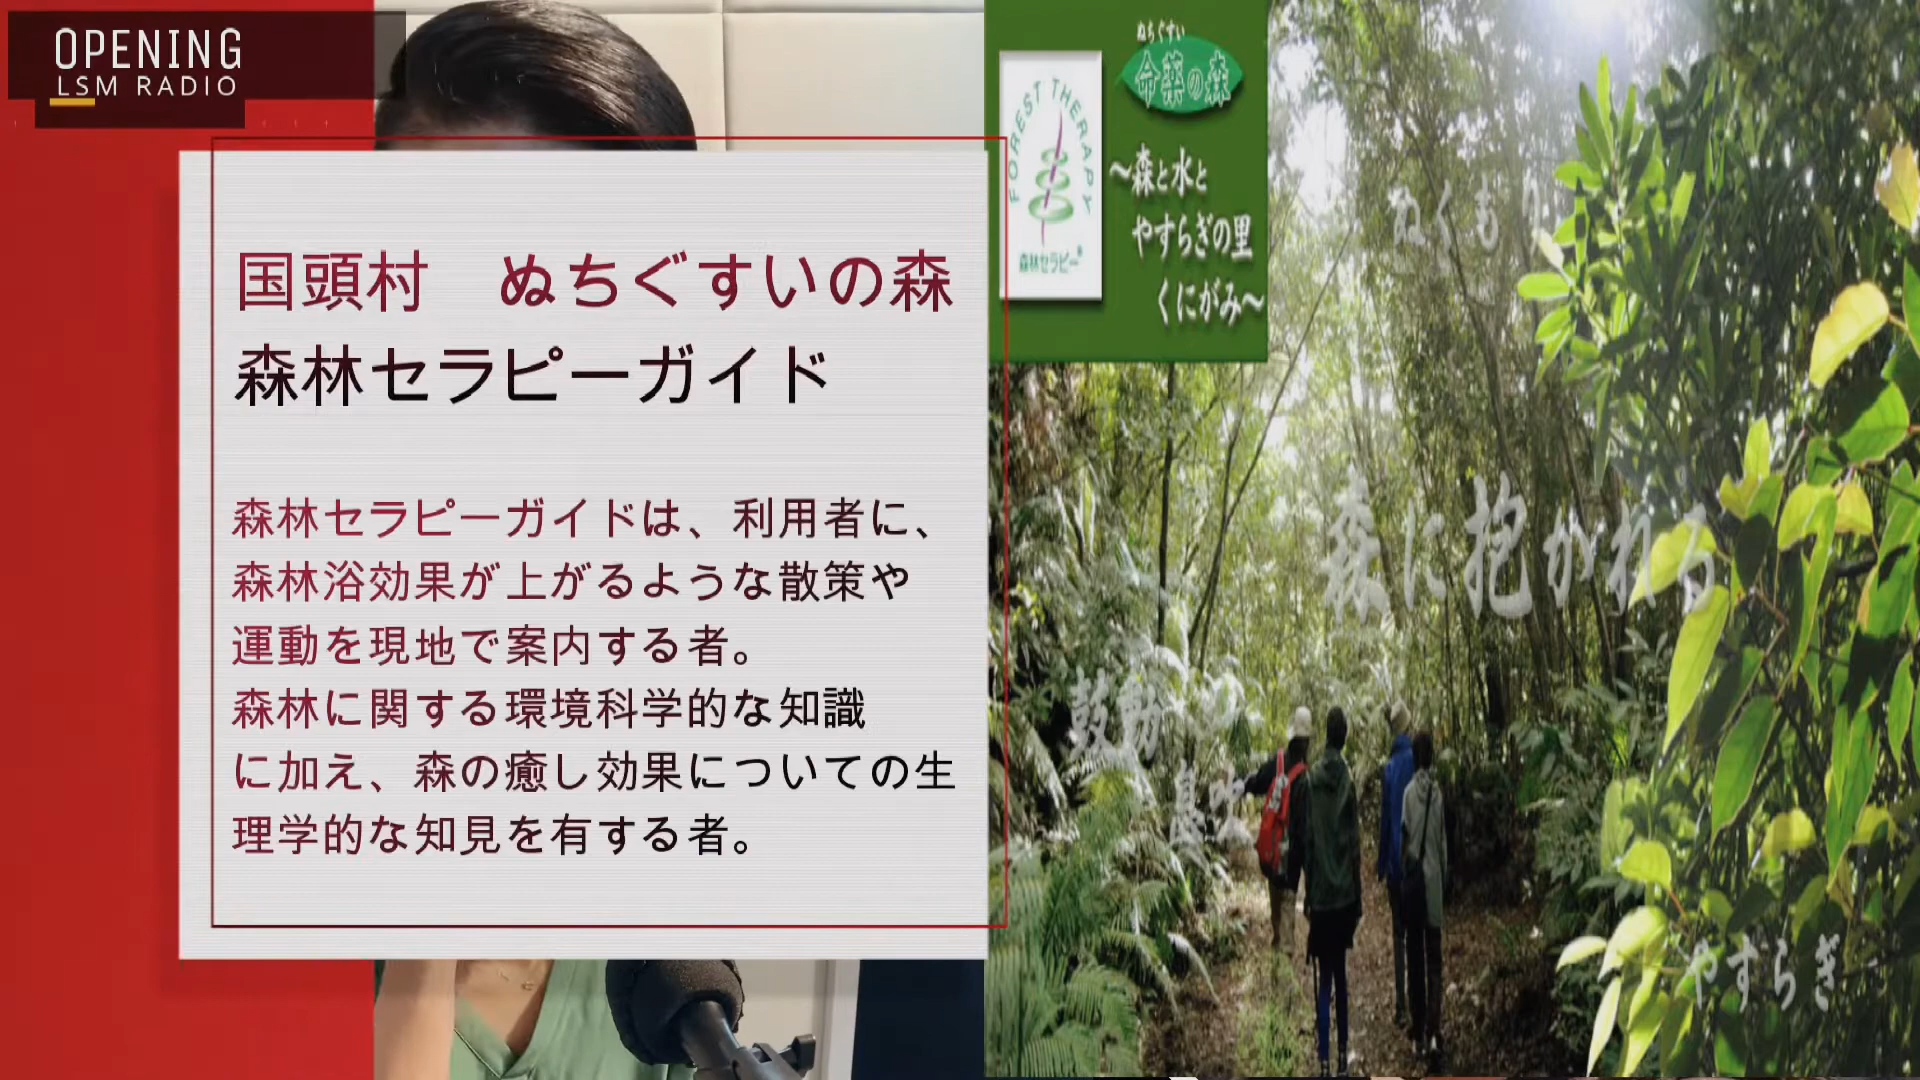 OPENING
LSM RADIO
国頭村　ぬちぐすいの森
森林セラピーガイド
森林セラピーガイドは、利用者に、
森林浴効果が上がるような散策や
運動を現地で案内する者。
森林に関する環境科学的な知識
に加え、森の癒し効果についての生
理学的な知見を有する者。
FOREST THERAPY
森林セラピー®
ぬちぐすい
命薬の森
〜森と水と
やすらぎの里
くにがみ〜
ぬくもり
森に抱かれる
鼓動
息吹
やすらぎ